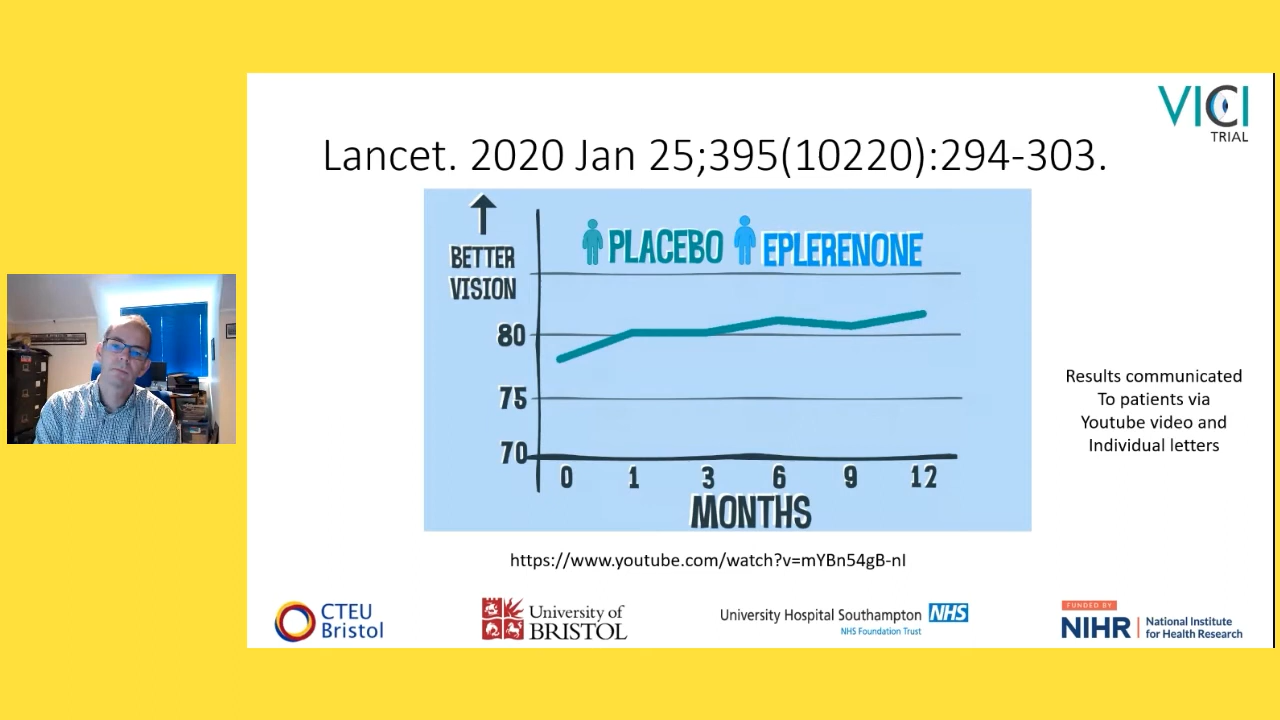 VICI
TRIAL
Lancet. 2020 Jan 25;395(10220):294-303.
BETTER
VISION
PLACEBO
EPLERENONE
80
75
70
0 1 3 6 9 12
MONTHS
Results communicated
To patients via
Youtube video and
Individual letters
https://www.youtube.com/watch?v=mYBn54gB-nI
CTEU
Bristol
University of
BRISTOL
University Hospital Southampton NHS
NHS Foundation Trust
FUNDED BY
NIHR
National Institute
for Health Research